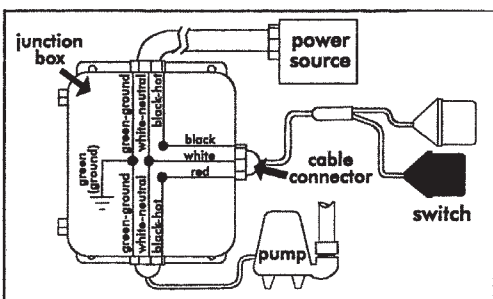 junction
box
power
source
green-ground
white-neutral
black-hot
black
white
red
green
(ground)
cable
connector
switch
green-ground
white-neutral
black-hot
pump